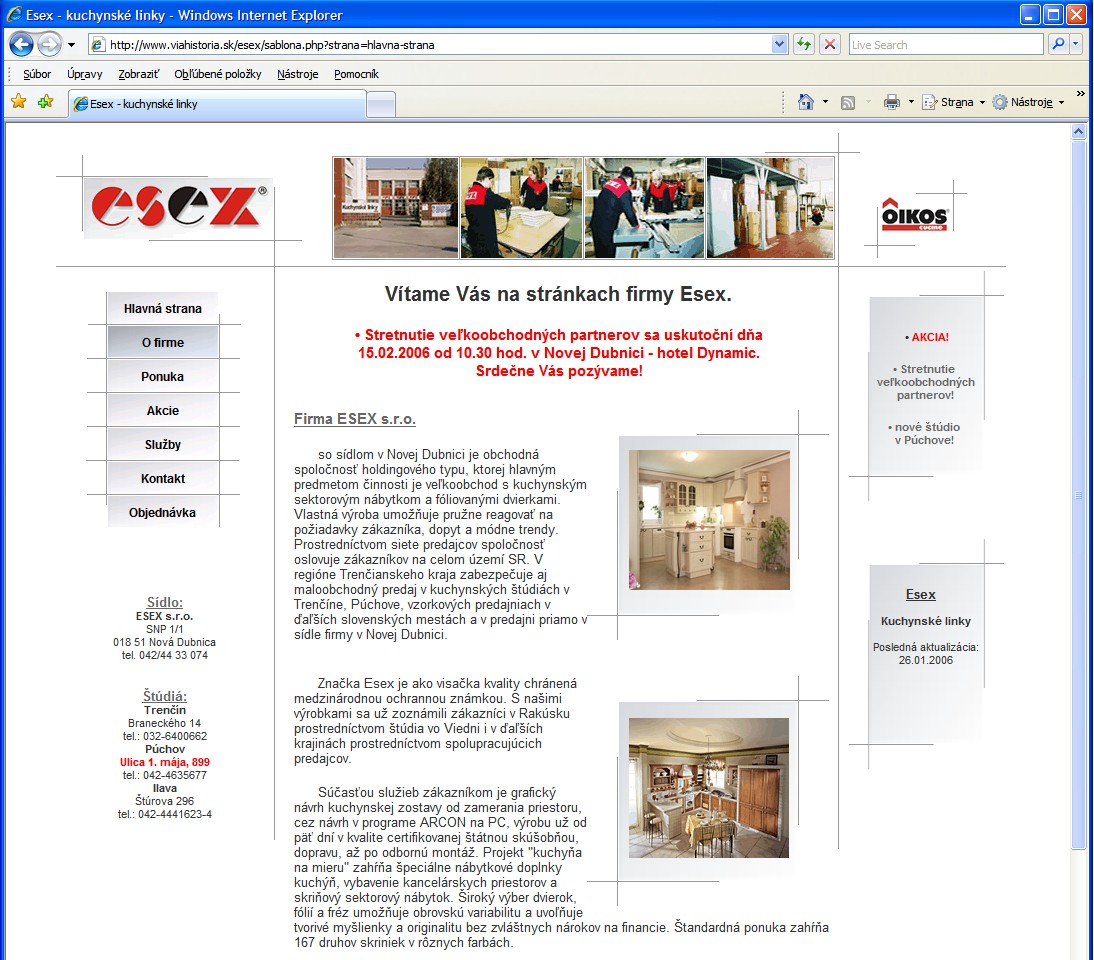 Esex - kuchynské linky - Windows Internet Explorer
http://www.viahistoria.sk/esex/sablona.php?strana=hlavna-strana
Live Search
Súbor Úpravy Zobraziť Obľúbené položky Nástroje Pomocník
Esex - kuchynské linky
Strana Nástroje
esex®
Kuchynské linky
ÔIKOS
cucine
Hlavná strana
O firme
Ponuka
Akcie
Služby
Kontakt
Objednávka
Sídlo:
ESEX s.r.o.
SNP 1/1
018 51 Nová Dubnica
tel. 042/44 33 074
Štúdiá:
Trenčín
Braneckého 14
tel.: 032-6400662
Púchov
Ulica 1. mája, 899
tel.: 042-4635677
Ilava
Štúrova 296
tel.: 042-4441623-4
Vítame Vás na stránkach firmy Esex.
• Stretnutie veľkoobchodných partnerov sa uskutoční dňa
15.02.2006 od 10.30 hod. v Novej Dubnici - hotel Dynamic.
Srdečne Vás pozývame!
Firma ESEX s.r.o.
so sídlom v Novej Dubnici je obchodná
spoločnosť holdingového typu, ktorej hlavným
predmetom činnosti je veľkoobchod s kuchynským
sektorovým nábytkom a fóliovanými dvierkami.
Vlastná výroba umožňuje pružne reagovať na
požiadavky zákazníka, dopyt a módne trendy.
Prostredníctvom siete predajcov spoločnosť
oslovuje zákazníkov na celom území SR. V
regióne Trenčianskeho kraja zabezpečuje aj
maloobchodný predaj v kuchynských štúdiách v
Trenčíne, Púchove, vzorkových predajniach v
ďaľších slovenských mestách a v predajni priamo v
sídle firmy v Novej Dubnici.
Značka Esex je ako visačka kvality chránená
medzinárodnou ochrannou známkou. S našimi
výrobkami sa už zoznámili zákazníci v Rakúsku
prostredníctvom štúdia vo Viedni i v ďaľších
krajinách prostredníctvom spolupracujúcich
predajcov.
Súčasťou služieb zákazníkom je grafický
návrh kuchynskej zostavy od zamerania priestoru,
cez návrh v programe ARCON na PC, výrobu už od
päť dní v kvalite certifikovanej štátnou skúšobňou,
dopravu, až po odbornú montáž. Projekt "kuchyňa
na mieru" zahŕňa špeciálne nábytkové doplnky
kuchýň, vybavenie kancelárskych priestorov a
skriňový sektorový nábytok. Široký výber dvierok,
fólií a fréz umožňuje obrovskú variabilitu a uvoľňuje
tvorivé myšlienky a originalitu bez zvláštnych nárokov na financie. Štandardná ponuka zahŕňa
167 druhov skriniek v rôznych farbách.
• AKCIA!
• Stretnutie
veľkoobchodných
partnerov!
• nové štúdio
v Púchove!
Esex
Kuchynské linky
Posledná aktualizácia:
26.01.2006